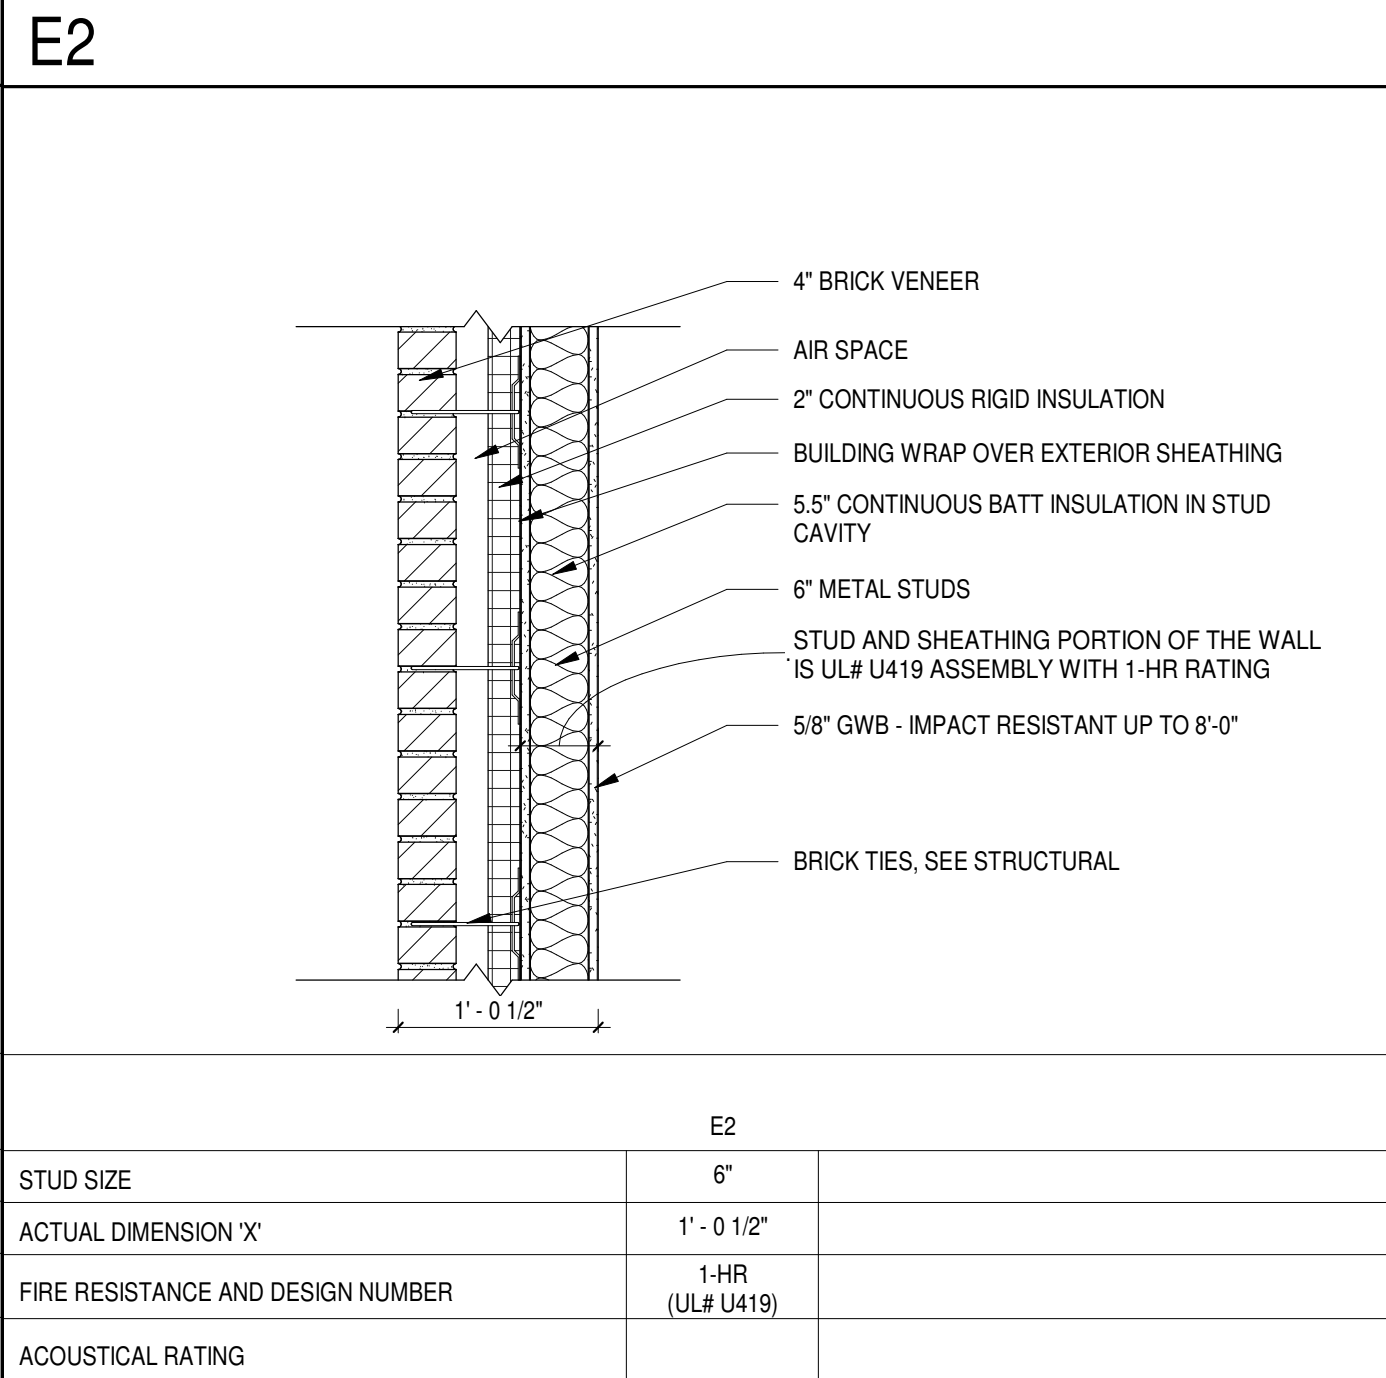 E2
4" BRICK VENEER
AIR SPACE
2" CONTINUOUS RIGID INSULATION
BUILDING WRAP OVER EXTERIOR SHEATHING
5.5" CONTINUOUS BATT INSULATION IN STUD
CAVITY
6" METAL STUDS
STUD AND SHEATHING PORTION OF THE WALL
IS UL# U419 ASSEMBLY WITH 1-HR RATING
5/8" GWB - IMPACT RESISTANT UP TO 8'-0"
BRICK TIES, SEE STRUCTURAL
1' - 0 1/2"
E2
STUD SIZE
6"
ACTUAL DIMENSION 'X'
1' - 0 1/2"
FIRE RESISTANCE AND DESIGN NUMBER
1-HR
(UL# U419)
ACOUSTICAL RATING